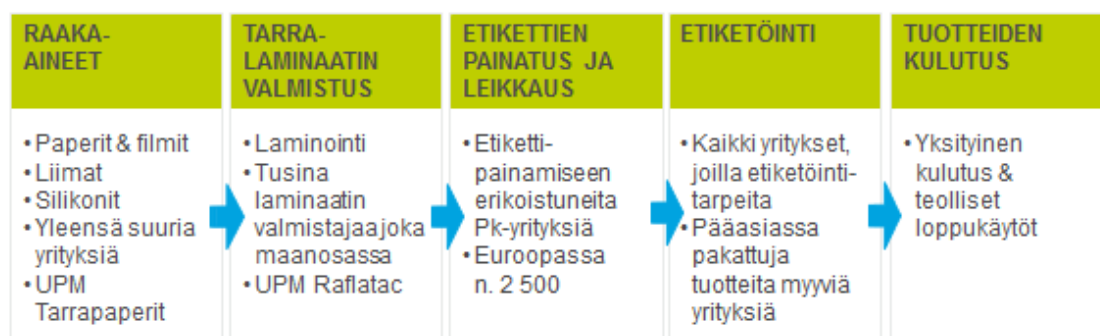 RAAKA-
AINEET
• Paperit & filmit
• Liimat
• Silikonit
• Yleensä suuria
yrityksiä
• UPM
Tarrapaperit
TARRA-
LAMINAATIN
VALMISTUS
• Laminointi
• Tusina
laminaatin
valmistajaa joka
maanosassa
• UPM Raflatac
ETIKETTIEN
PAINATUS JA
LEIKKAUS
• Etiketti-
painamiseen
erikoistuneita
Pk-yrityksiä
• Euroopassa
n. 2 500
ETIKETÖINTI
• Kaikki yritykset,
joilla etiketöinti-
tarpeita
• Pääasiassa
pakattuja
tuotteita myyviä
yrityksiä
TUOTTEIDEN
KULUTUS
• Yksityinen
kulutus &
teolliset
loppukäytöt